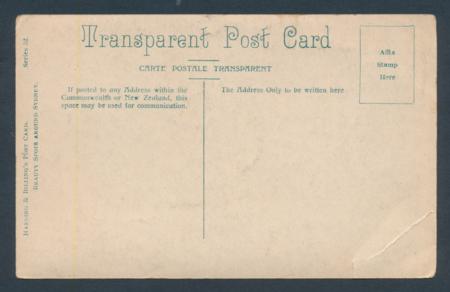 Transparent Post Card
CARTE POSTALE TRANSPARENT
Affix
Stamp
Here
If posted to any Address within the
Commonwealth or New Zealand, this
space may be used for communication.
The Address Only to be written here
Series 32.
BEAUTY SPOTS AROUND SYDNEY.
HARDING & BILLING'S POST CARD.